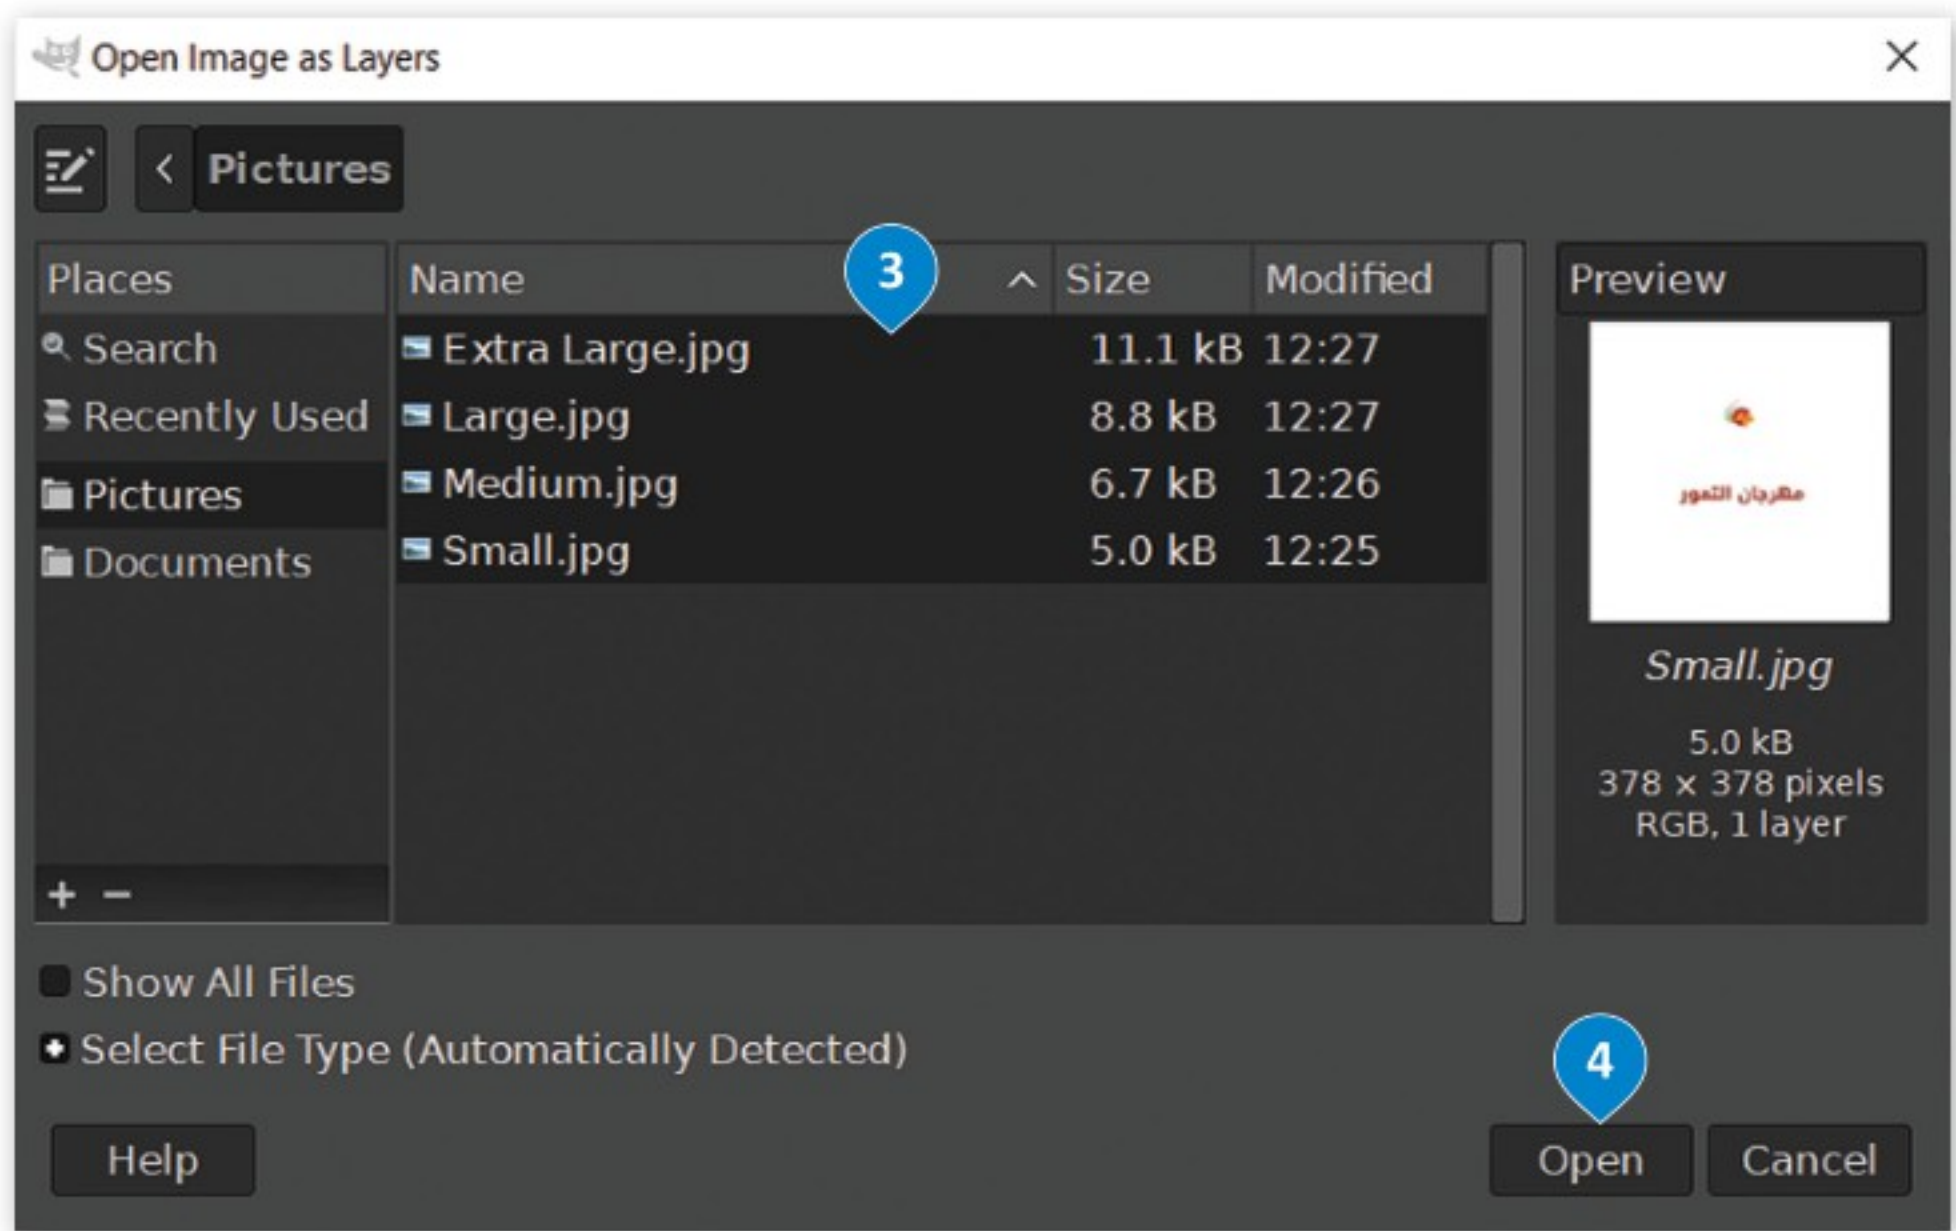 Open Image as Layers
Pictures
Places
Search
Recently Used
Pictures
Documents
Name Size Modified
3
Extra Large.jpg 11.1 kB 12:27
Large.jpg 8.8 kB 12:27
Medium.jpg 6.7 kB 12:26
Small.jpg 5.0 kB 12:25
Preview
مهرجان التمور
Small.jpg
5.0 kB
378 × 378 pixels
RGB, 1 layer
Show All Files
Select File Type (Automatically Detected)
4
Help Open Cancel